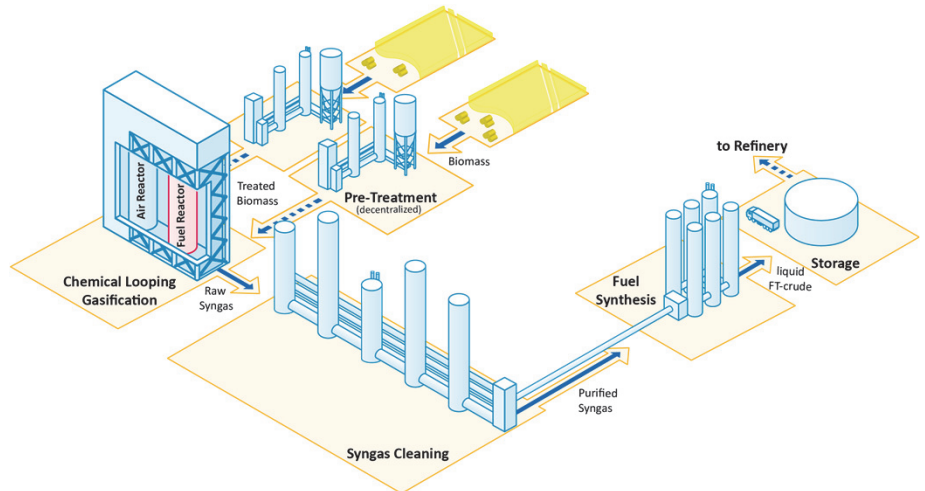 Biomass
Pre-Treatment
(decentralized)
Treated
Biomass
Air Reactor
Fuel Reactor
Chemical Looping
Gasification
Raw
Syngas
Syngas Cleaning
Purified
Syngas
Fuel
Synthesis
liquid
FT-crude
Storage
to Refinery